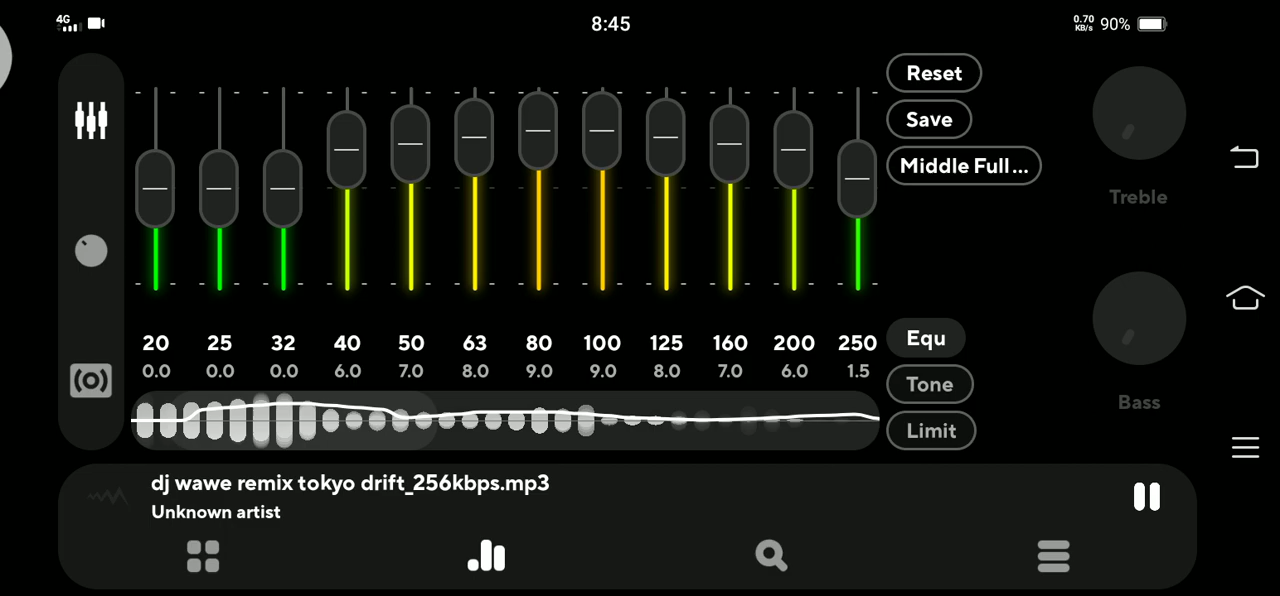 4G 8:45 0.70 KB/s 90%
Reset
Save
Middle Full...
Treble
20 25 32 40 50 63 80 100 125 160 200 250
0.0 0.0 0.0 6.0 7.0 8.0 9.0 9.0 8.0 7.0 6.0 1.5
Equ
Tone
Limit
Bass
dj wawe remix tokyo drift_256kbps.mp3
Unknown artist